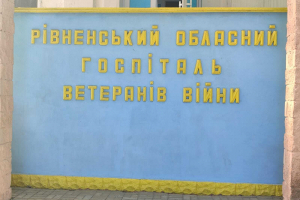 РІВНЕНСЬКИЙ ОБЛАСНИЙ
ГОСПІТАЛЬ
ВЕТЕРАНІВ ВІЙНИ